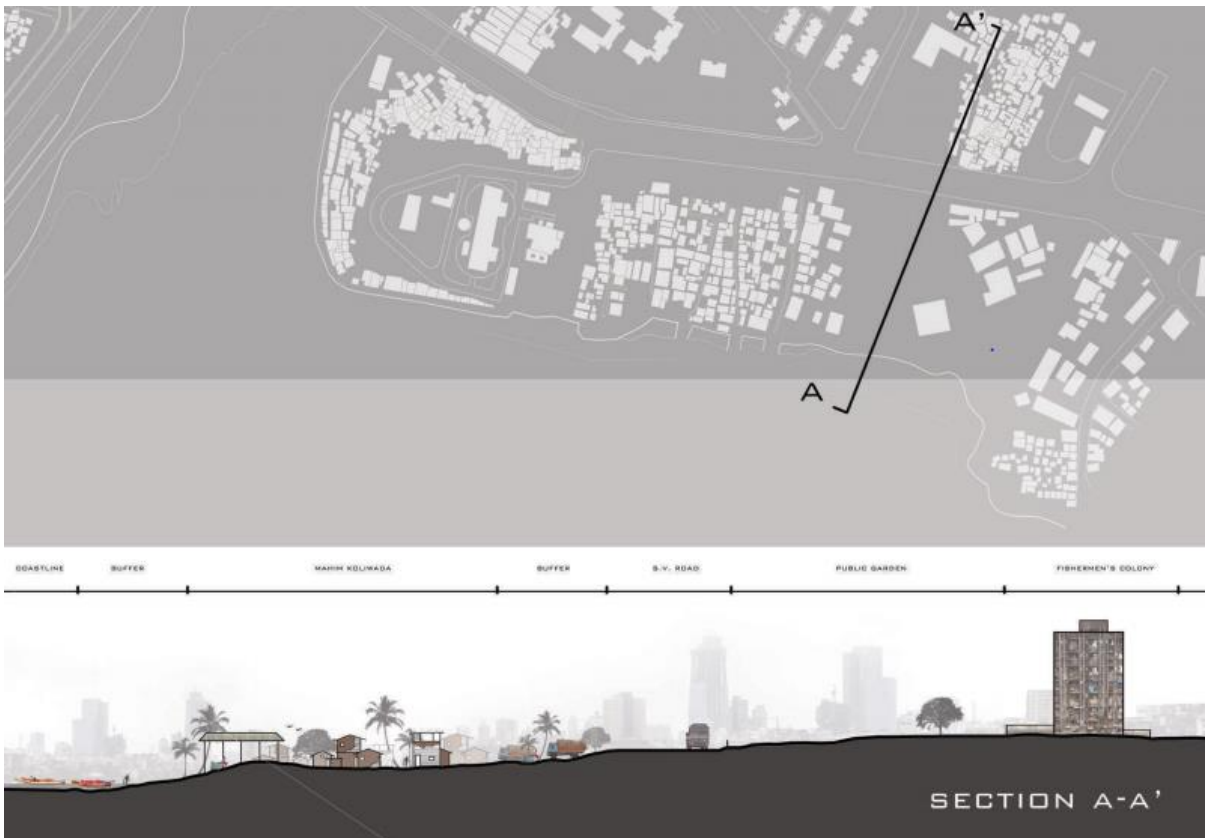 A'
A
COASTLINE BUFFER MAHIM KOLIWADA BUFFER S.V. ROAD PUBLIC GARDEN FISHERMEN'S COLONY
SECTION A-A'